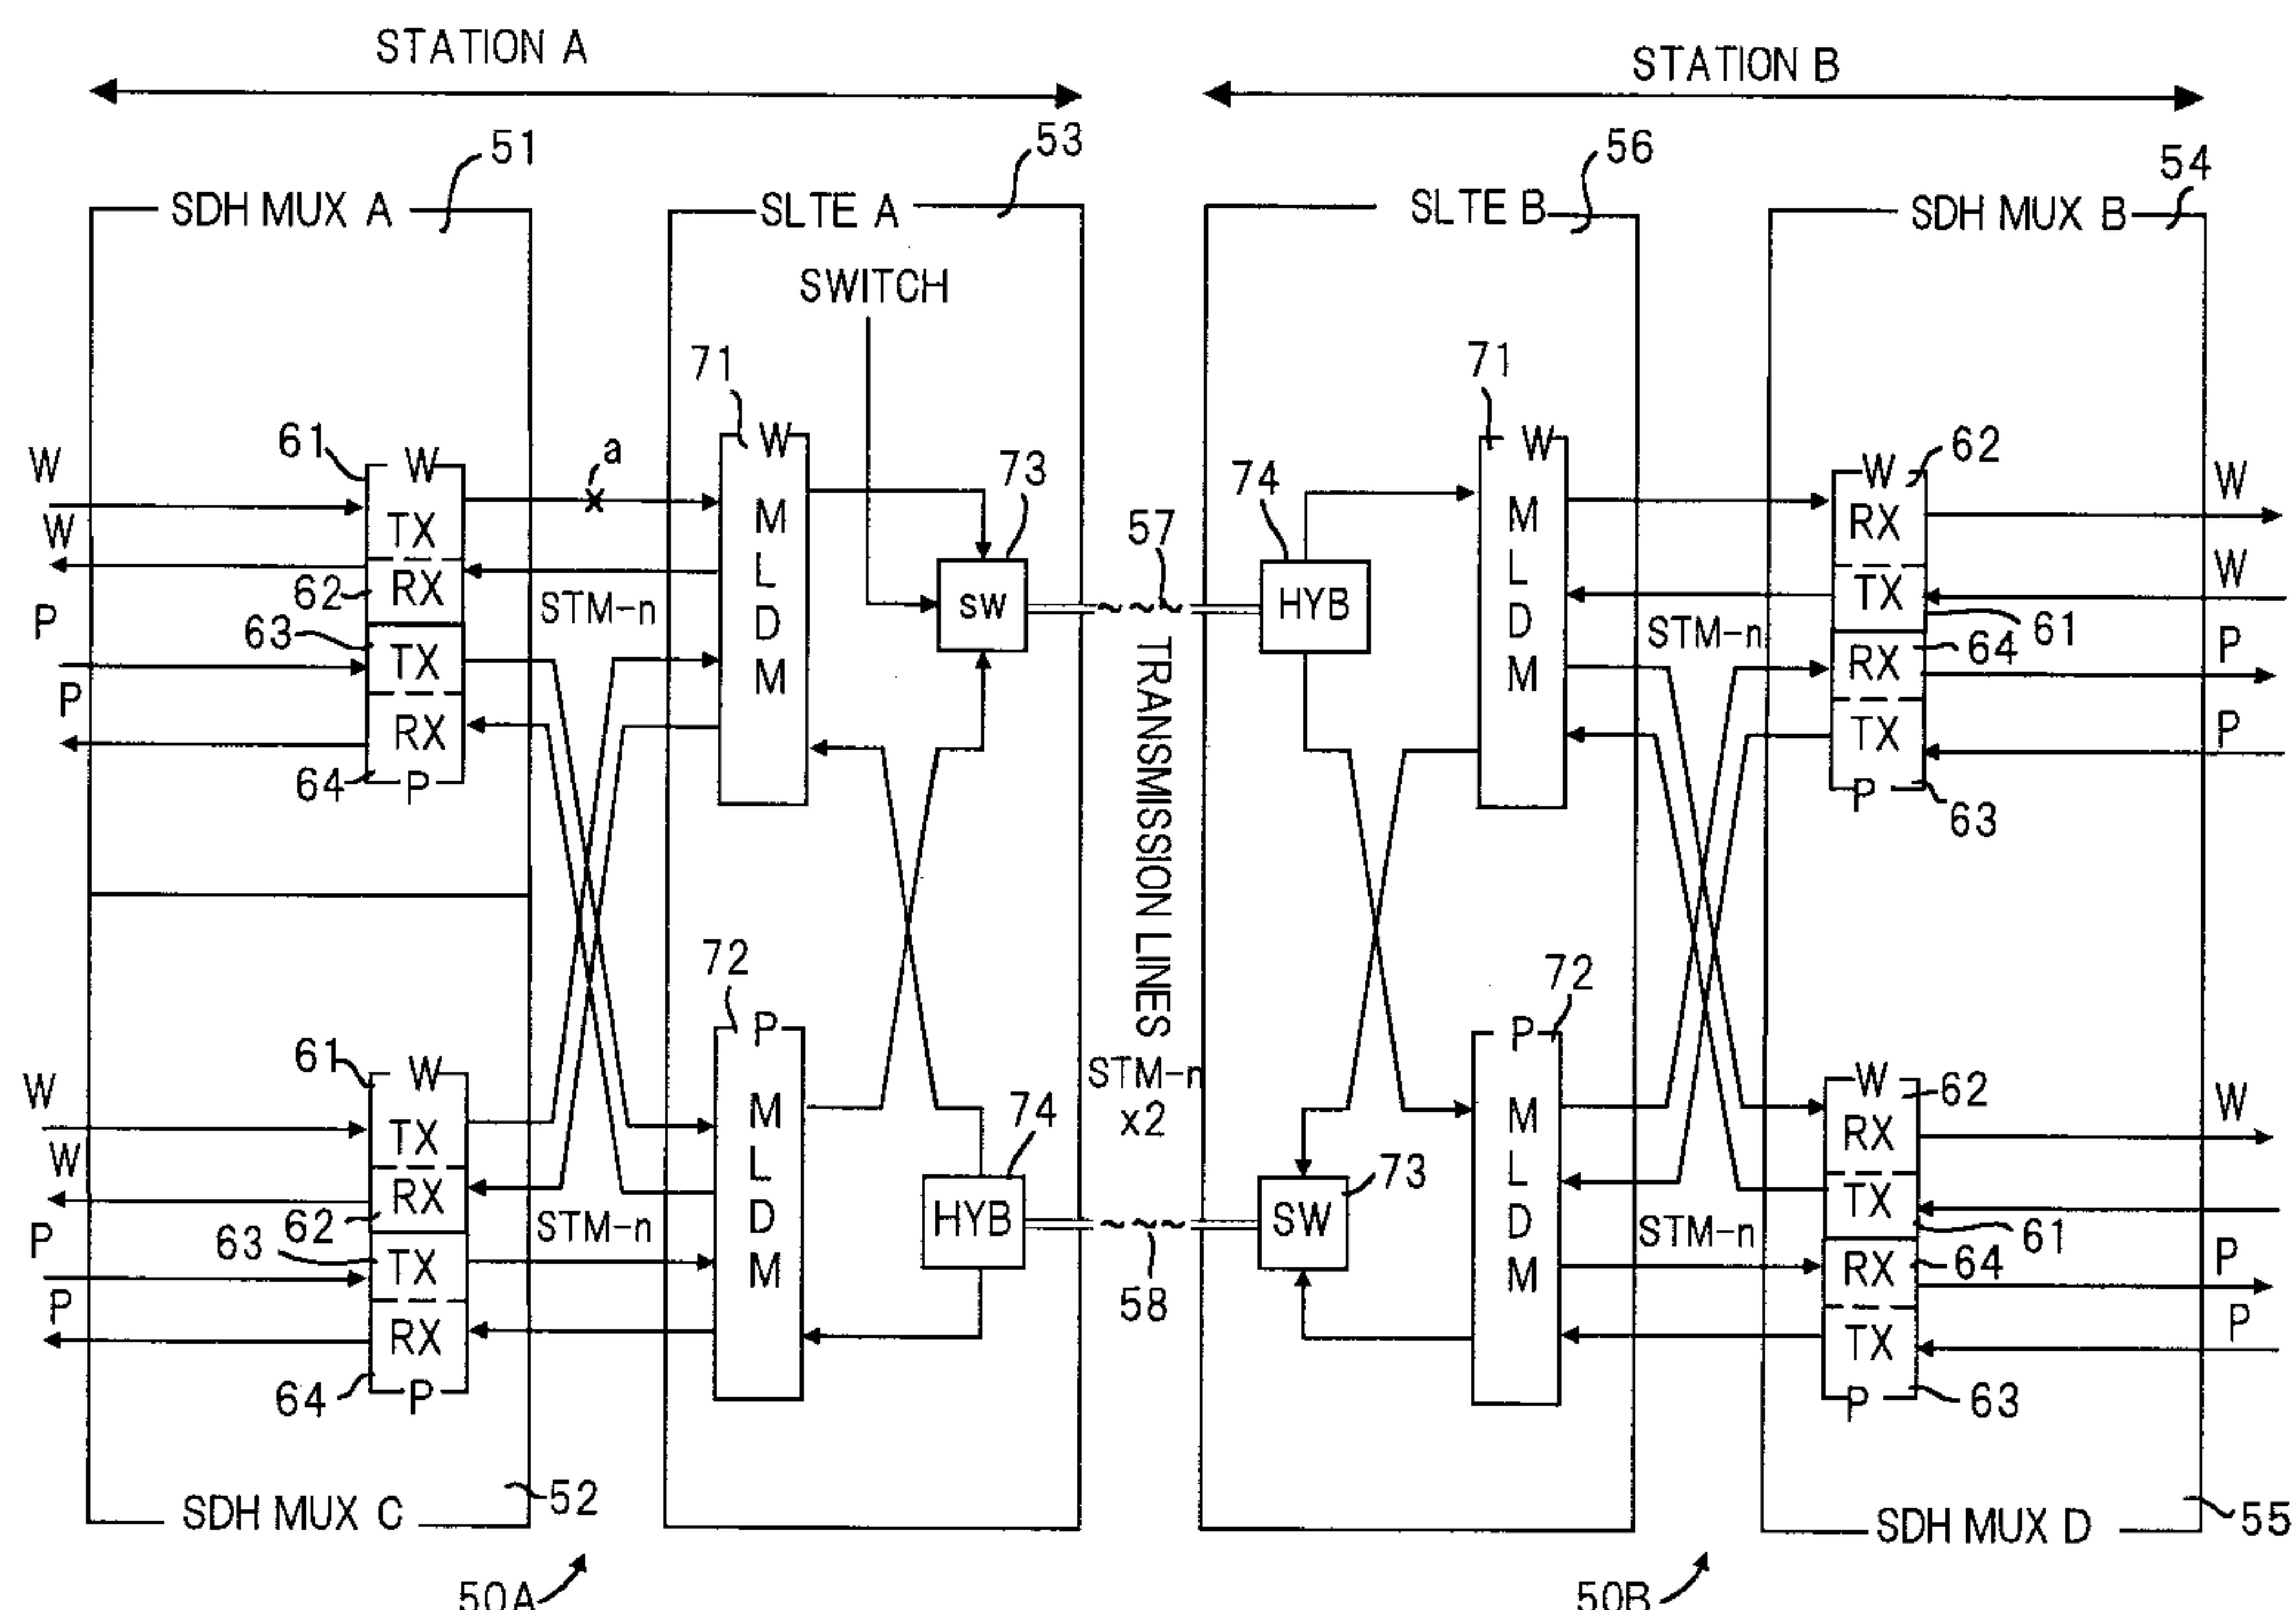 STATION A
STATION B
51
53
56
54
SDH MUX A
SLTE A
SLTE B
SDH MUX B
SWITCH
71
71
61
W
a
W
73
74
W
W
62
W
W
TX
M
L
D
M
57
M
L
D
M
RX
W
W
62
RX
STM-n
SW
HYB
TX
W
P
63
TX
STM-n
RX
64
61
P
P
RX
TX
P
64
P
P
63
TRANSMISSION LINES
STM-n
x2
72
72
61
W
P
P
W
62
W
TX
M
L
D
M
74
M
L
D
M
RX
W
W
62
RX
STM-n
HYB
SW
73
TX
61
P
63
TX
STM-n
RX
64
P
P
RX
58
TX
P
64
P
P
63
SDH MUX C
52
SDH MUX D
55
50A
50B